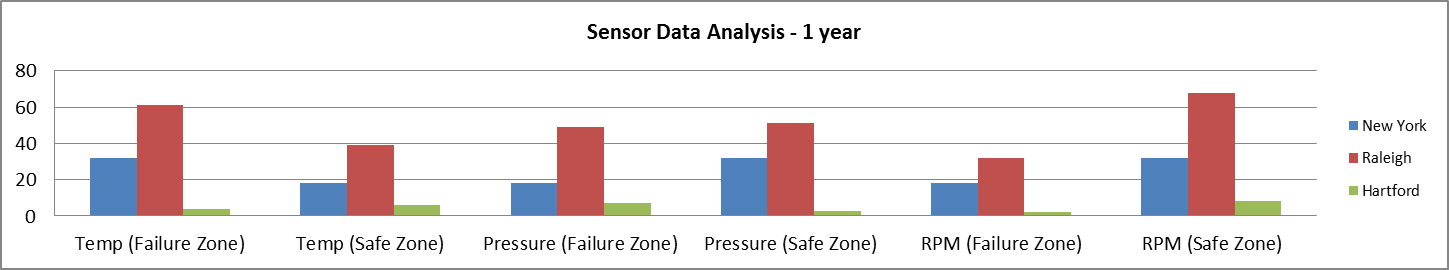 Sensor Data Analysis - 1 year
80
60
40
20
0
Temp (Failure Zone) Temp (Safe Zone) Pressure (Failure Zone) Pressure (Safe Zone) RPM (Failure Zone) RPM (Safe Zone)
New York
Raleigh
Hartford